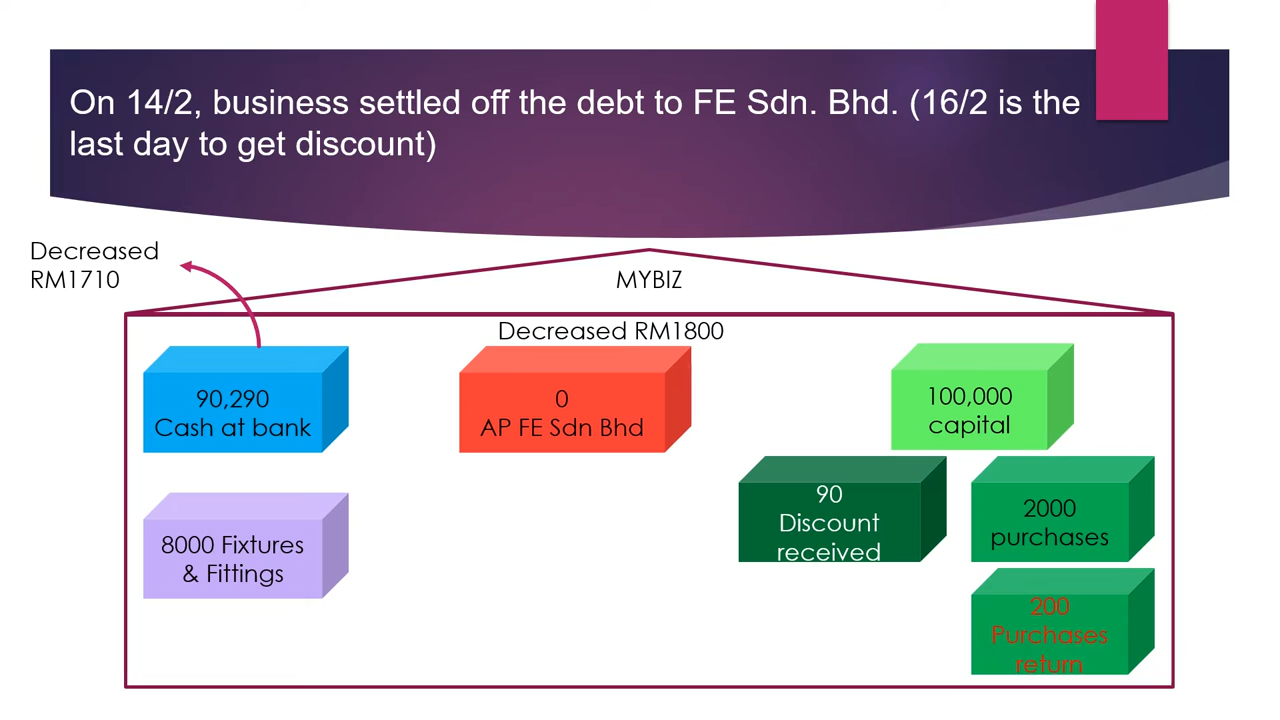 On 14/2, business settled off the debt to FE Sdn. Bhd. (16/2 is the
last day to get discount)
Decreased
RM1710
MYBIZ
Decreased RM1800
90,290
Cash at bank
0
AP FE Sdn Bhd
100,000
capital
90
Discount
received
2000
purchases
8000 Fixtures
& Fittings
200
Purchases
return